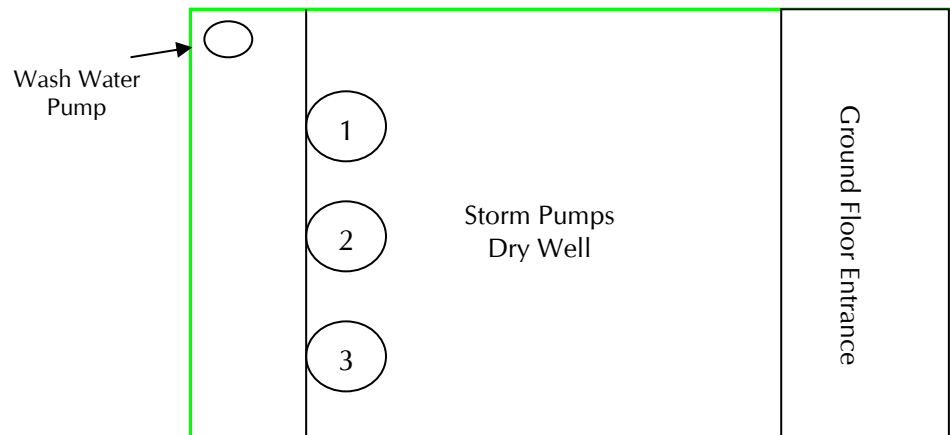 Wash Water
Pump
1
2
3
Storm Pumps
Dry Well
Ground Floor Entrance